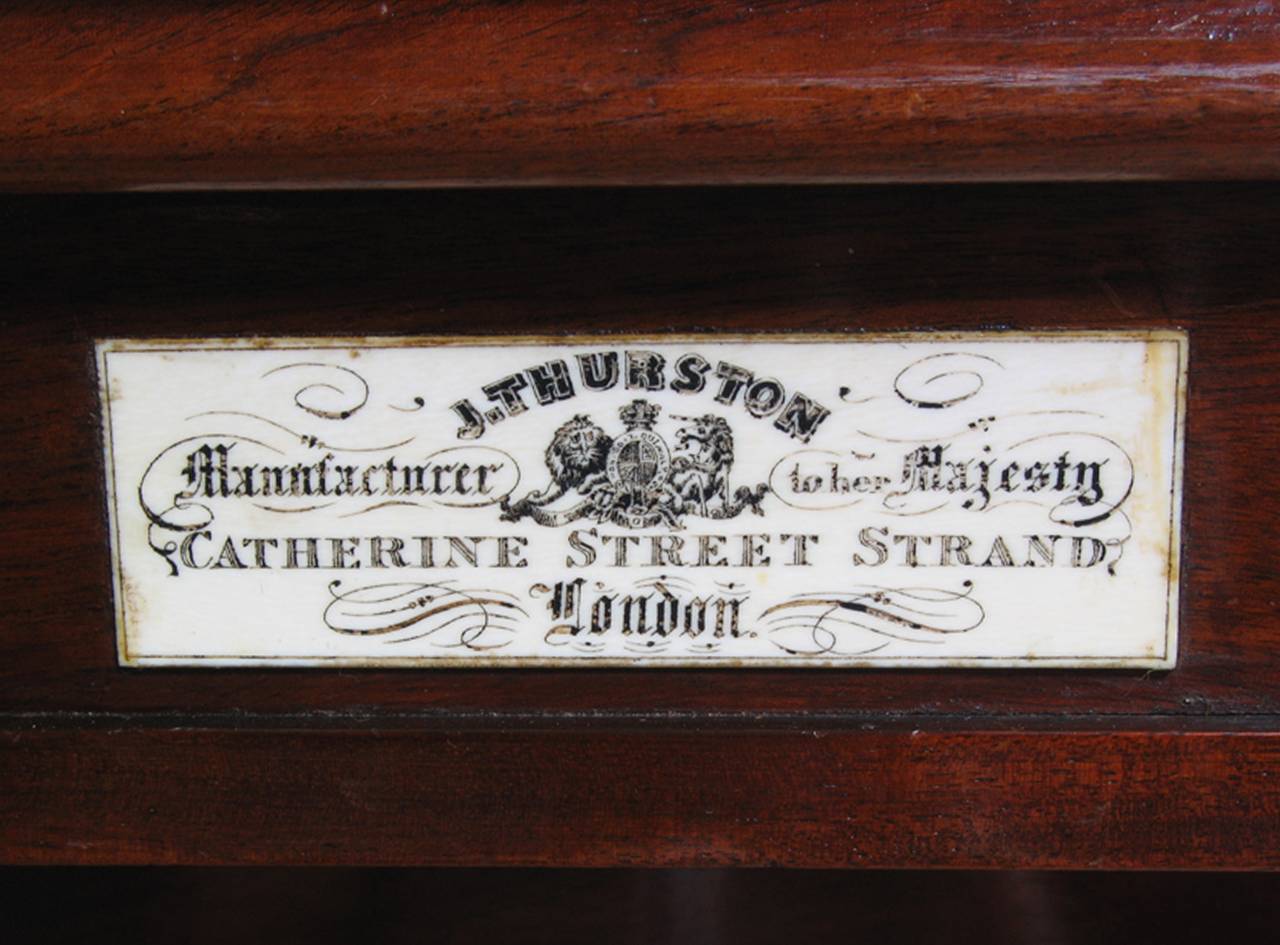 J. THURSTON
Manufacturer to her Majesty
CATHERINE STREET STRAND,
London.